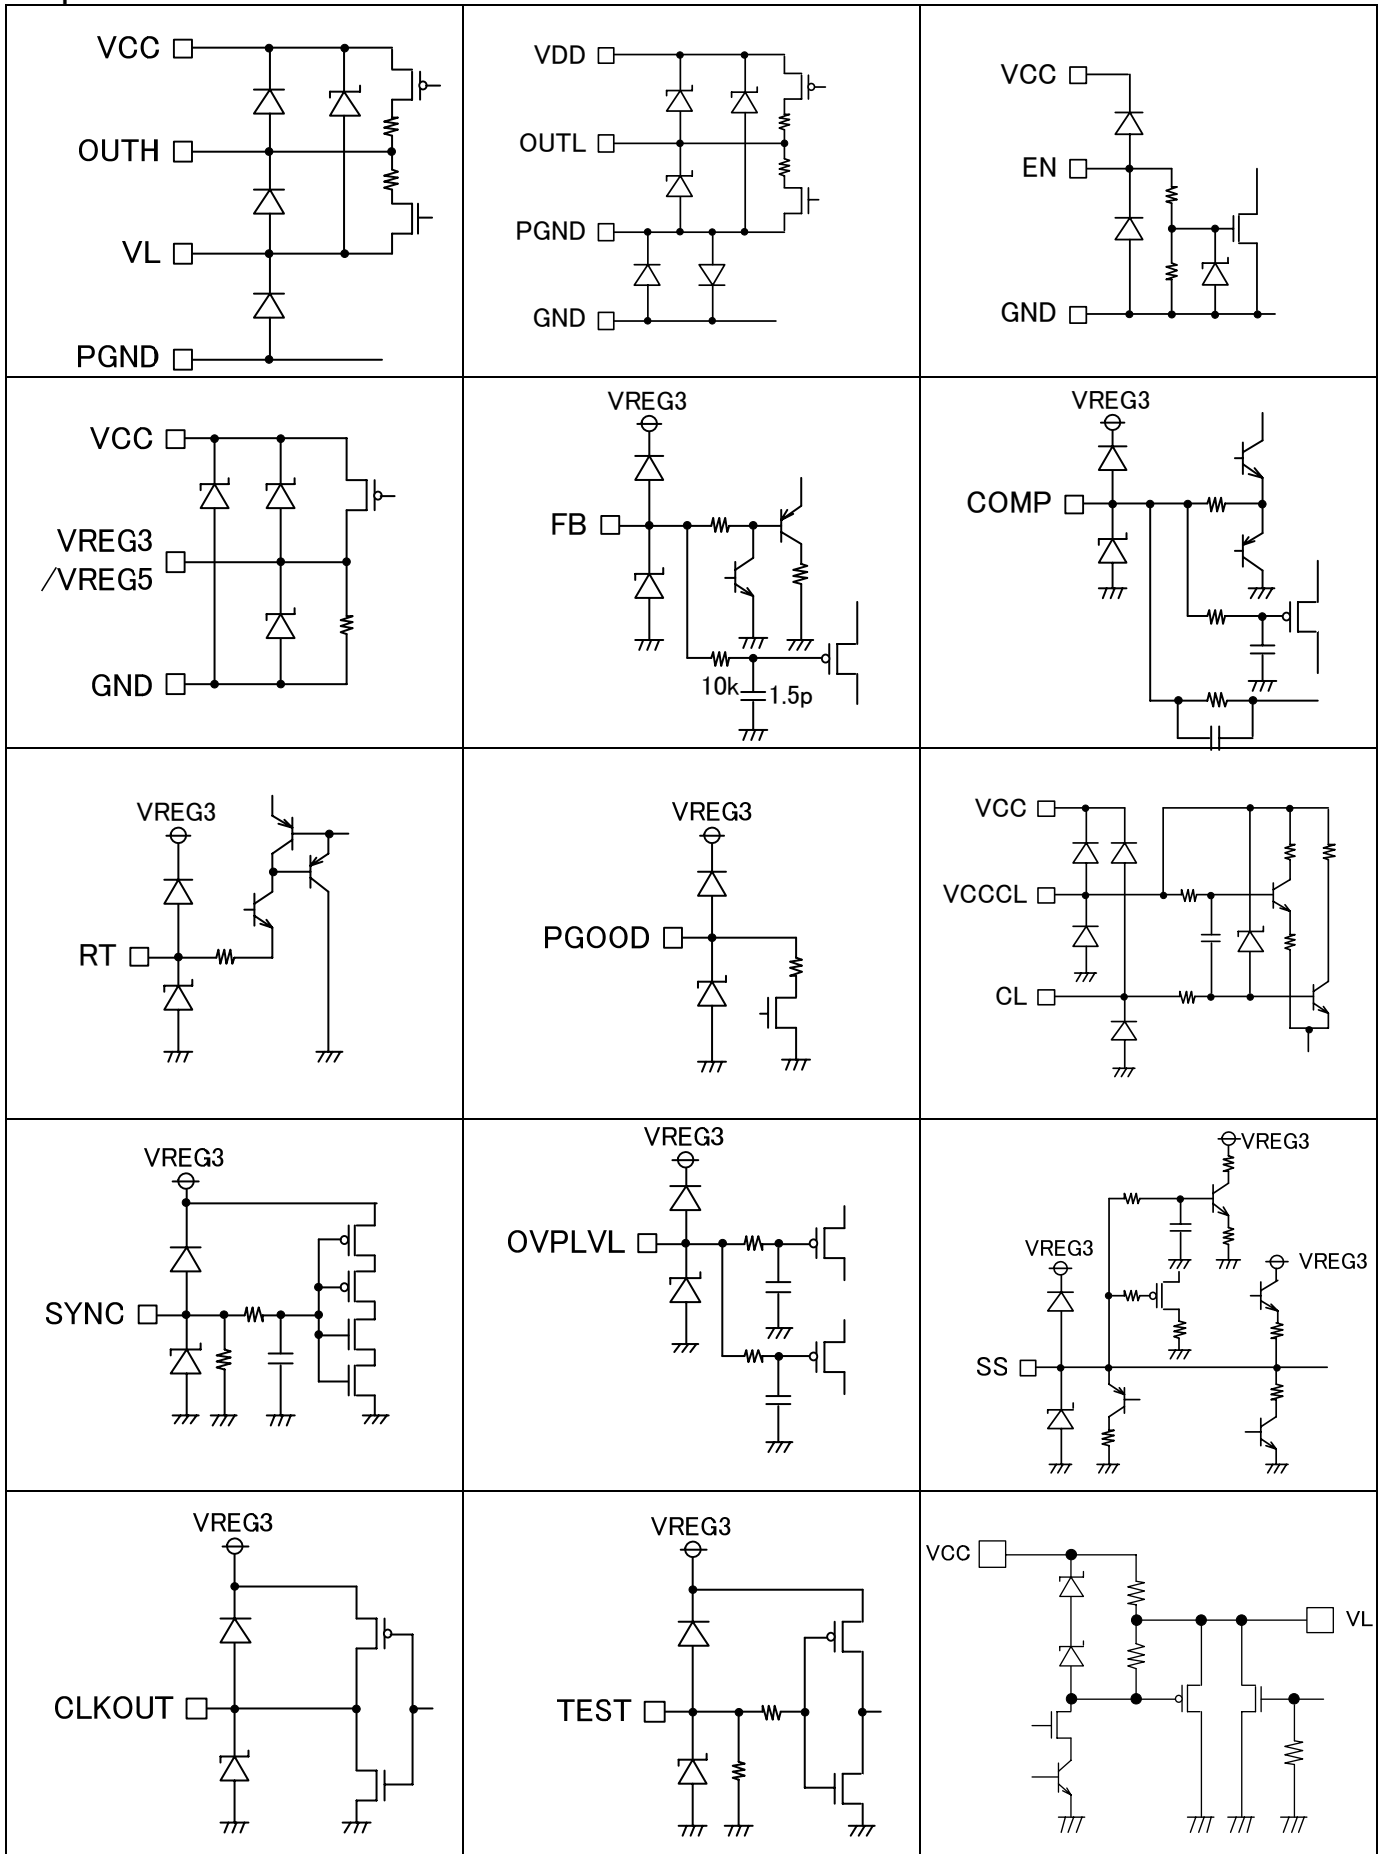 VCC
OUTH
VL
PGND
VDD
OUTL
PGND
GND
VCC
EN
GND
VCC
VREG3
/VREG5
GND
VREG3
FB
10k
1.5p
VREG3
COMP
VREG3
RT
VREG3
PGOOD
VCC
VCCCL
CL
VREG3
SYNC
VREG3
OVPLVL
VREG3
VREG3
VREG3
SS
VREG3
CLKOUT
VREG3
TEST
VCC
VL